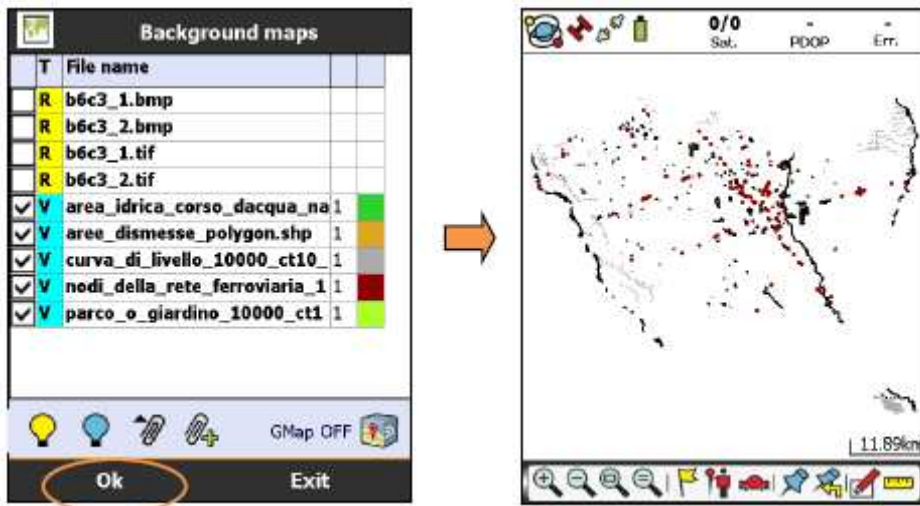 Background maps
T File name
R b6c3_1.bmp
R b6c3_2.bmp
R b6c3_1.tif
R b6c3_2.tif
V area_idrica_corso_dacqua_na 1
V aree_dismesse_polygon.shp 1
V curva_di_livello_10000_ct10_ 1
V nodi_della_rete_ferroviaria_1 1
V parco_o_giardino_10000_ct1 1
GMap OFF
Ok Exit
0/0 - -
Sat. PDOP Err.
11.89km